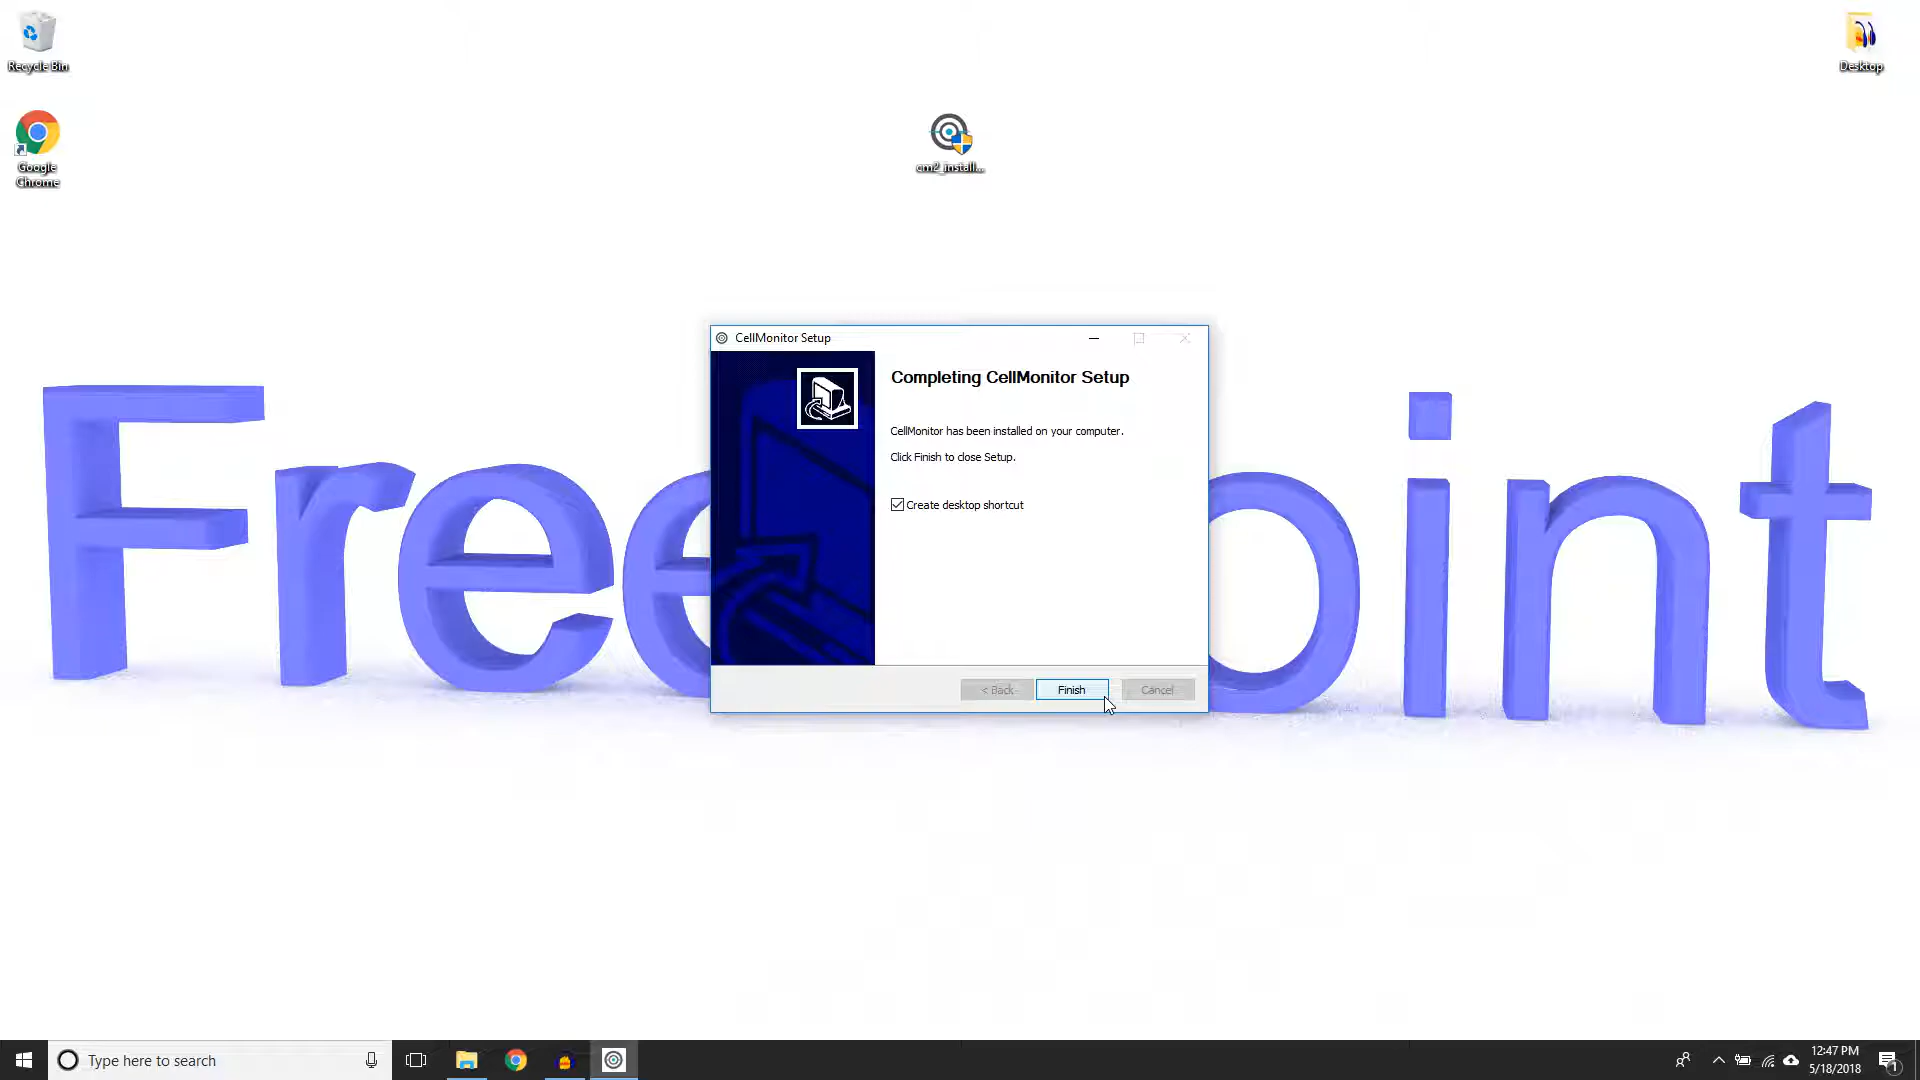 Recycle Bin
Desktop
Google
Chrome
cm2_install...
CellMonitor Setup
Completing CellMonitor Setup
CellMonitor has been installed on your computer.
Click Finish to close Setup.
Create desktop shortcut
< Back
Finish
Cancel
Free
oint
Type here to search
12:47 PM
5/18/2018
1